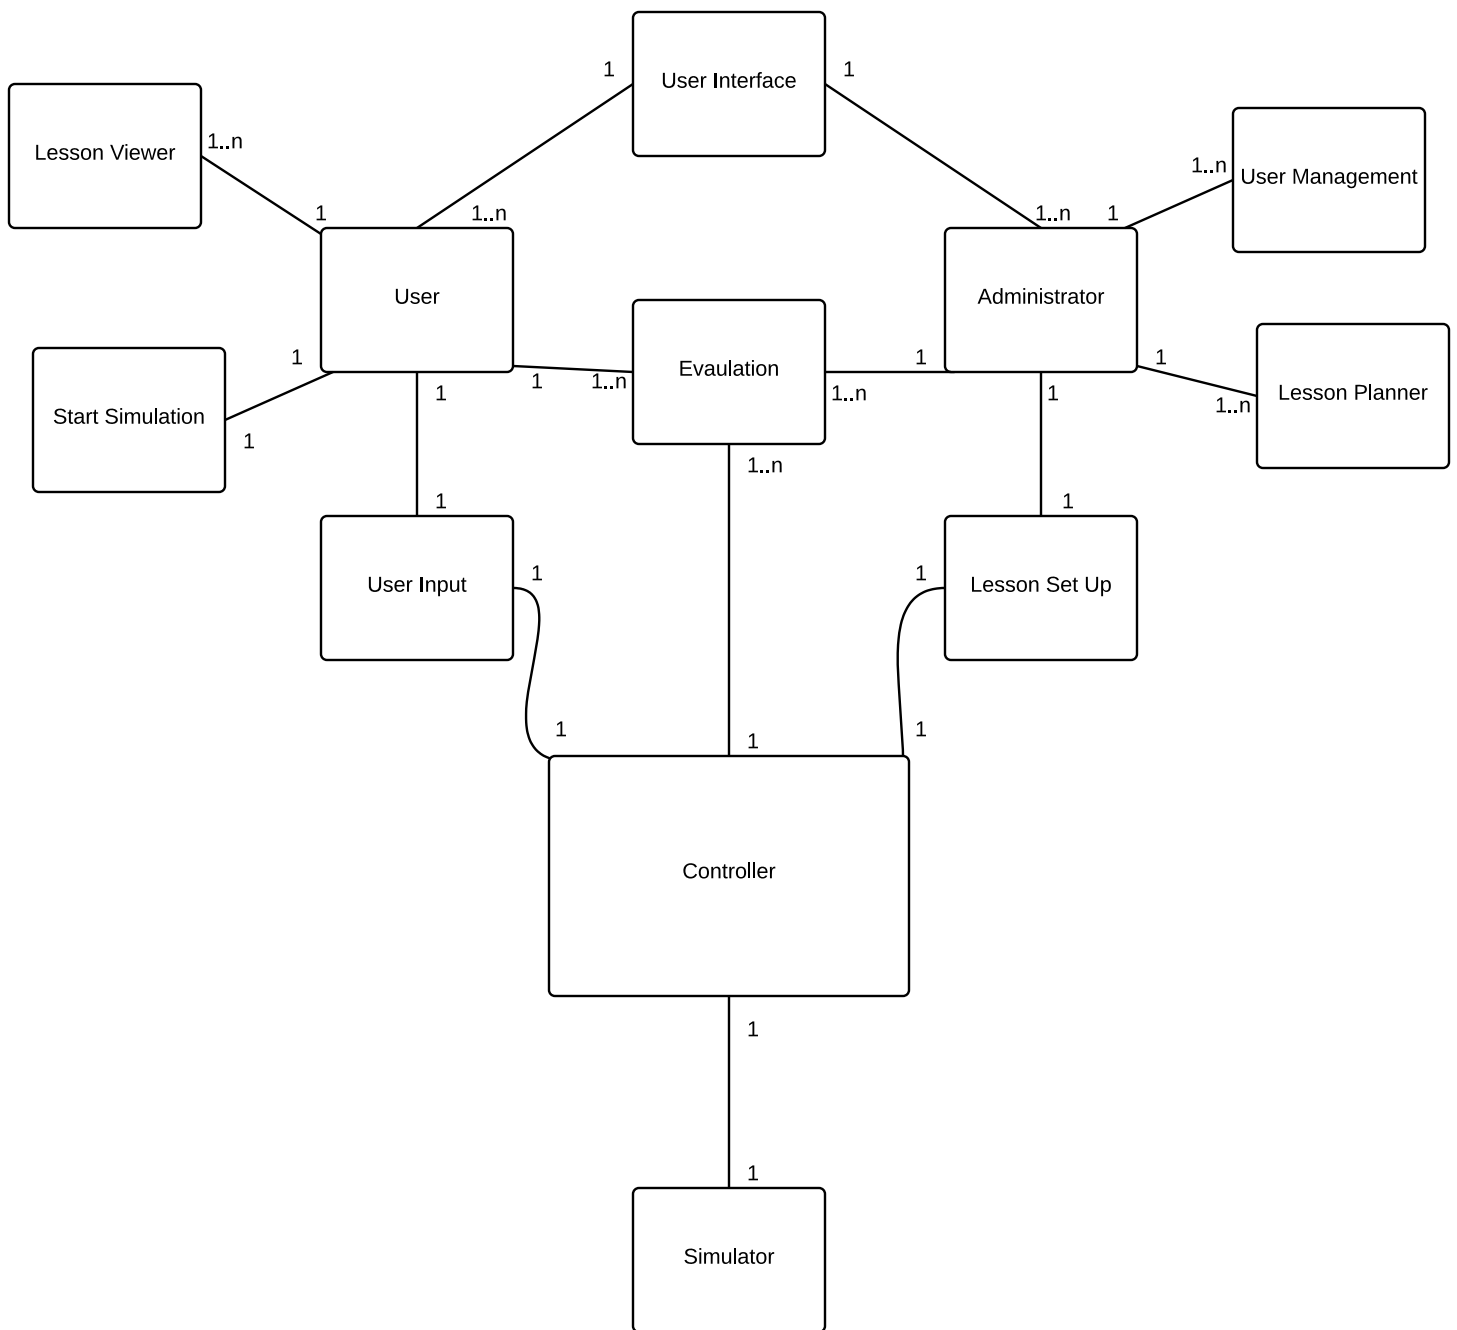 User Interface
1
1
Lesson Viewer
1..n
1
1..n
1..n
1
1..n
User Management
User
Administrator
Evaulation
Start Simulation
1
1
1
1..n
1
1..n
1
1..n
Lesson Planner
1
1
1
1..n
1
1
User Input
1
1
Lesson Set Up
1
1
1
Controller
1
1
Simulator